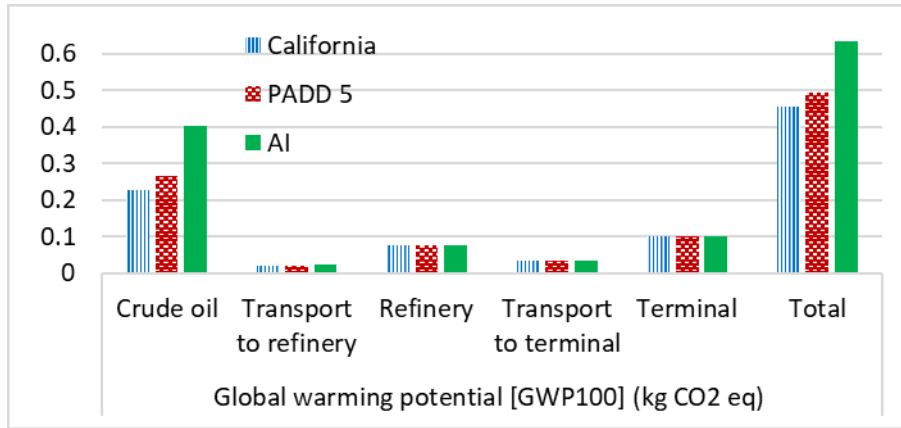 California
PADD 5
AI
0.6
0.5
0.4
0.3
0.2
0.1
0
Crude oil
Transport
to refinery
Refinery
Transport
to terminal
Terminal
Total
Global warming potential [GWP100] (kg CO2 eq)